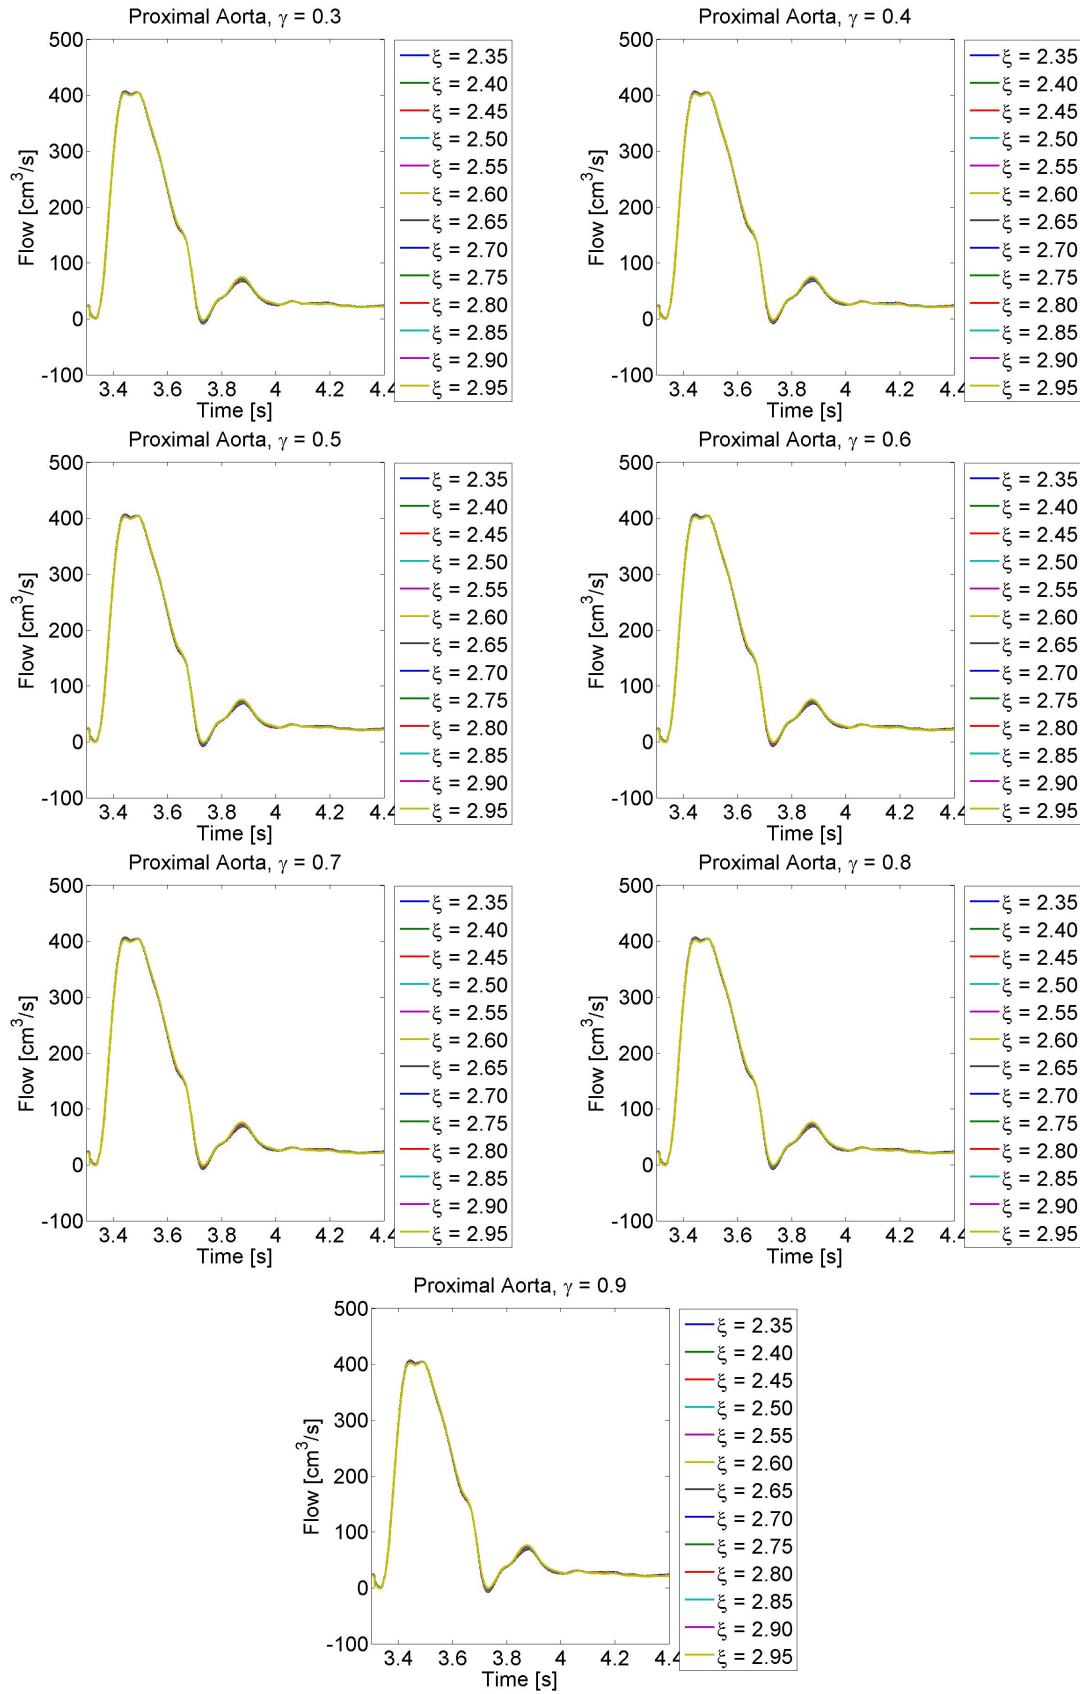 Proximal Aorta, γ = 0.3
500
400
300
200
100
0
-100
Flow [cm³/s]
3.4 3.6 3.8 4 4.2 4.4
Time [s]
ξ = 2.35
ξ = 2.40
ξ = 2.45
ξ = 2.50
ξ = 2.55
ξ = 2.60
ξ = 2.65
ξ = 2.70
ξ = 2.75
ξ = 2.80
ξ = 2.85
ξ = 2.90
ξ = 2.95
Proximal Aorta, γ = 0.4
500
400
300
200
100
0
-100
Flow [cm³/s]
3.4 3.6 3.8 4 4.2 4.4
Time [s]
ξ = 2.35
ξ = 2.40
ξ = 2.45
ξ = 2.50
ξ = 2.55
ξ = 2.60
ξ = 2.65
ξ = 2.70
ξ = 2.75
ξ = 2.80
ξ = 2.85
ξ = 2.90
ξ = 2.95
Proximal Aorta, γ = 0.5
500
400
300
200
100
0
-100
Flow [cm³/s]
3.4 3.6 3.8 4 4.2 4.4
Time [s]
ξ = 2.35
ξ = 2.40
ξ = 2.45
ξ = 2.50
ξ = 2.55
ξ = 2.60
ξ = 2.65
ξ = 2.70
ξ = 2.75
ξ = 2.80
ξ = 2.85
ξ = 2.90
ξ = 2.95
Proximal Aorta, γ = 0.6
500
400
300
200
100
0
-100
Flow [cm³/s]
3.4 3.6 3.8 4 4.2 4.4
Time [s]
ξ = 2.35
ξ = 2.40
ξ = 2.45
ξ = 2.50
ξ = 2.55
ξ = 2.60
ξ = 2.65
ξ = 2.70
ξ = 2.75
ξ = 2.80
ξ = 2.85
ξ = 2.90
ξ = 2.95
Proximal Aorta, γ = 0.7
500
400
300
200
100
0
-100
Flow [cm³/s]
3.4 3.6 3.8 4 4.2 4.4
Time [s]
ξ = 2.35
ξ = 2.40
ξ = 2.45
ξ = 2.50
ξ = 2.55
ξ = 2.60
ξ = 2.65
ξ = 2.70
ξ = 2.75
ξ = 2.80
ξ = 2.85
ξ = 2.90
ξ = 2.95
Proximal Aorta, γ = 0.8
500
400
300
200
100
0
-100
Flow [cm³/s]
3.4 3.6 3.8 4 4.2 4.4
Time [s]
ξ = 2.35
ξ = 2.40
ξ = 2.45
ξ = 2.50
ξ = 2.55
ξ = 2.60
ξ = 2.65
ξ = 2.70
ξ = 2.75
ξ = 2.80
ξ = 2.85
ξ = 2.90
ξ = 2.95
Proximal Aorta, γ = 0.9
500
400
300
200
100
0
-100
Flow [cm³/s]
3.4 3.6 3.8 4 4.2 4.4
Time [s]
ξ = 2.35
ξ = 2.40
ξ = 2.45
ξ = 2.50
ξ = 2.55
ξ = 2.60
ξ = 2.65
ξ = 2.70
ξ = 2.75
ξ = 2.80
ξ = 2.85
ξ = 2.90
ξ = 2.95